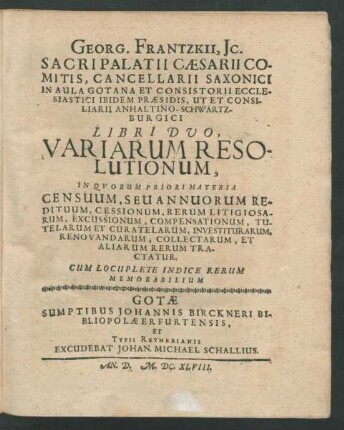 GEORG. FRANTZKII, JC.
SACRI PALATII CÆSARII CO-
MITIS, CANCELLARII SAXONICI
IN AULA GOTANA ET CONSISTORII ECCLE-
SIASTICI IBIDEM PRÆSIDIS, UT ET CONSI-
LIARII ANHALTINO-SCHWARTZ-
BURGICI
LIBRI DVO,
VARIARUM RESO-
LUTIONUM,
IN QVORUM PRIORI MATERIA
CENSUUM, SEU ANNUORUM RE-
DITUUM, CESSIONUM, RERUM LITIGIOSA-
RUM, EXCUSSIONUM, COMPENSATIONUM, TU-
TELARUM ET CURATELARUM, INVESTITURARUM,
RENOVANDARUM, COLLECTARUM, ET
ALIARUM RERUM TRA-
CTATUR.
CUM LOCUPLETE INDICE RERUM
MEMORABILIUM
GOTÆ
SUMPTIBUS JOHANNIS BIRCKNERI BI-
BLIOPOLÆ ERFURTENSIS,
ET
TYPIS REYHERIANIS
EXCUDEBAT JOHAN. MICHAEL SCHALLIUS.
AN. D. M. DC. XLVIII.